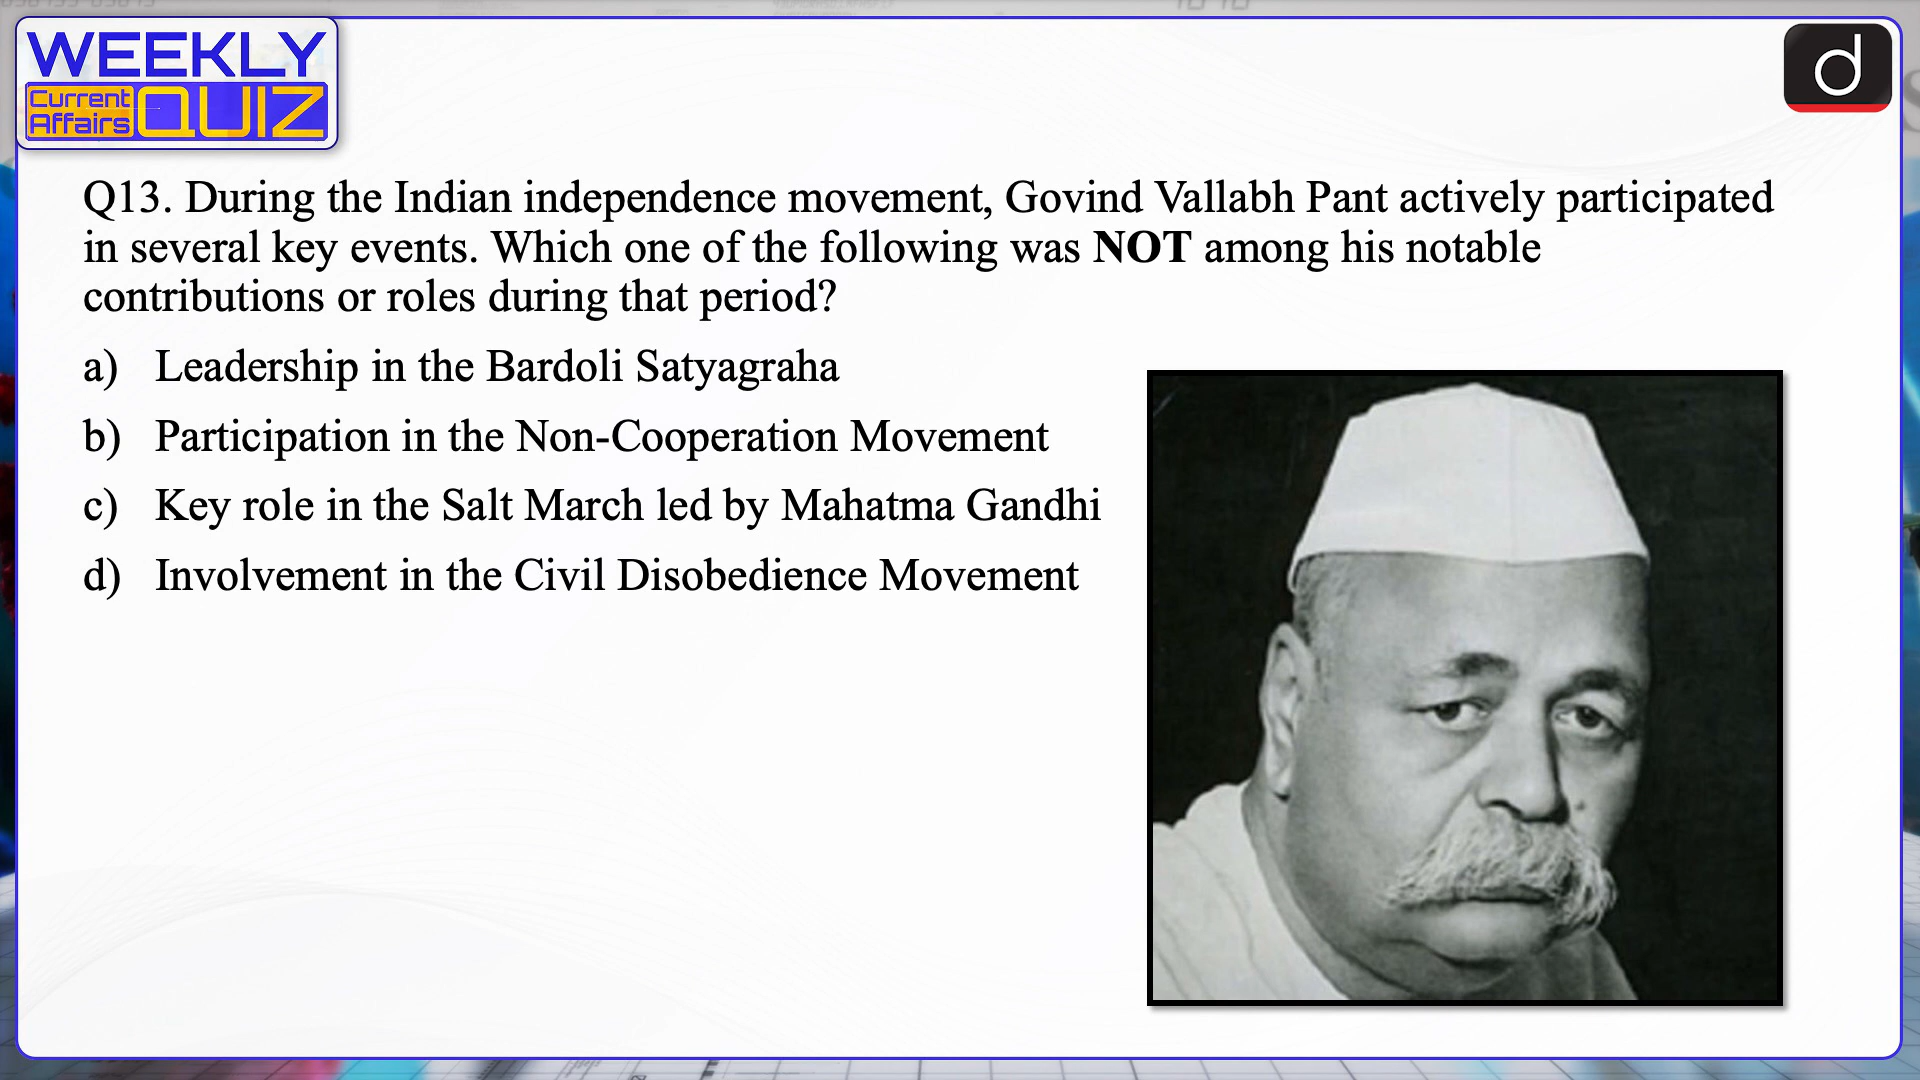 WEEKLY
Current
Affairs
QUIZ
d
Q13. During the Indian independence movement, Govind Vallabh Pant actively participated
in several key events. Which one of the following was NOT among his notable
contributions or roles during that period?
a) Leadership in the Bardoli Satyagraha
b) Participation in the Non-Cooperation Movement
c) Key role in the Salt March led by Mahatma Gandhi
d) Involvement in the Civil Disobedience Movement